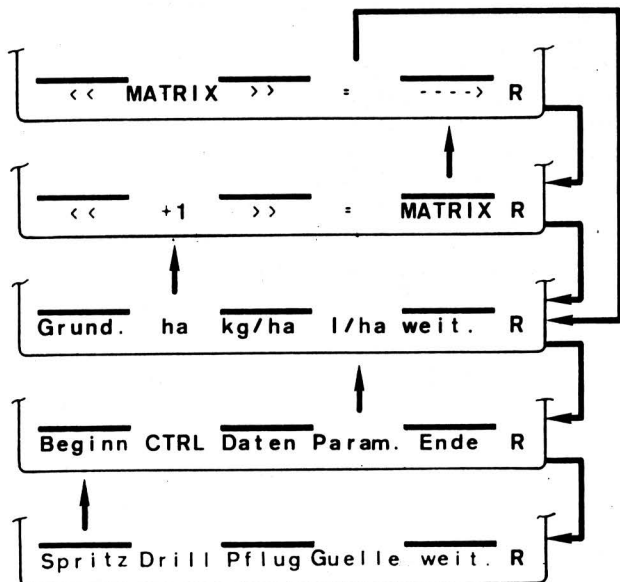 << MATRIX >> = ----> R
<< +1 >> = MATRIX R
Grund. ha kg/ha l/ha weit. R
Beginn CTRL Daten Param. Ende R
Spritz Drill Pflug Guelle weit. R